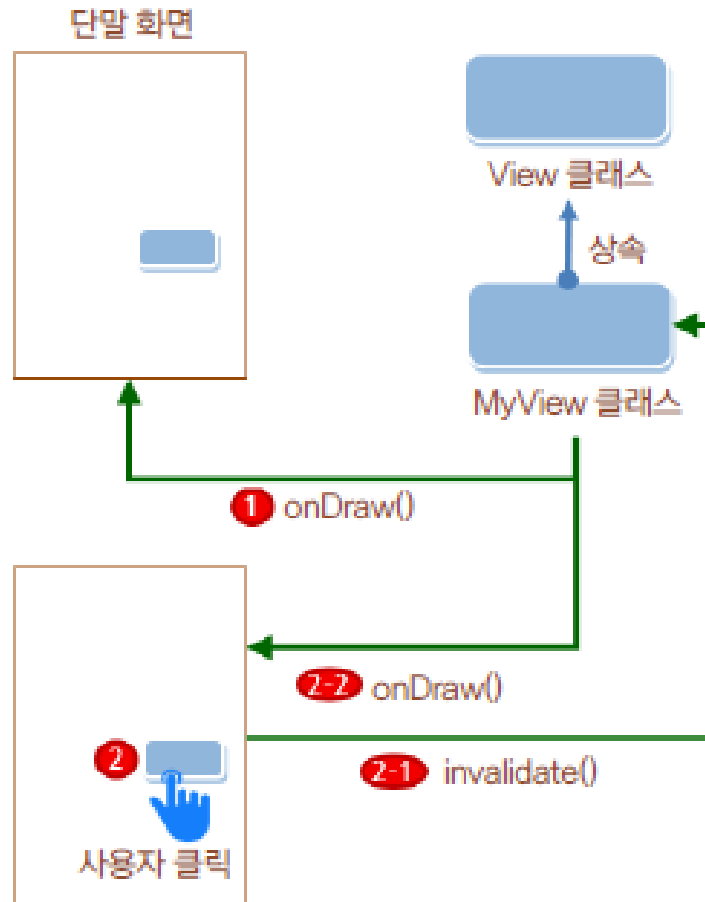 단말 화면
View 클래스
상속
MyView 클래스
1 onDraw()
2-2 onDraw()
2
2-1 invalidate()
사용자 클릭